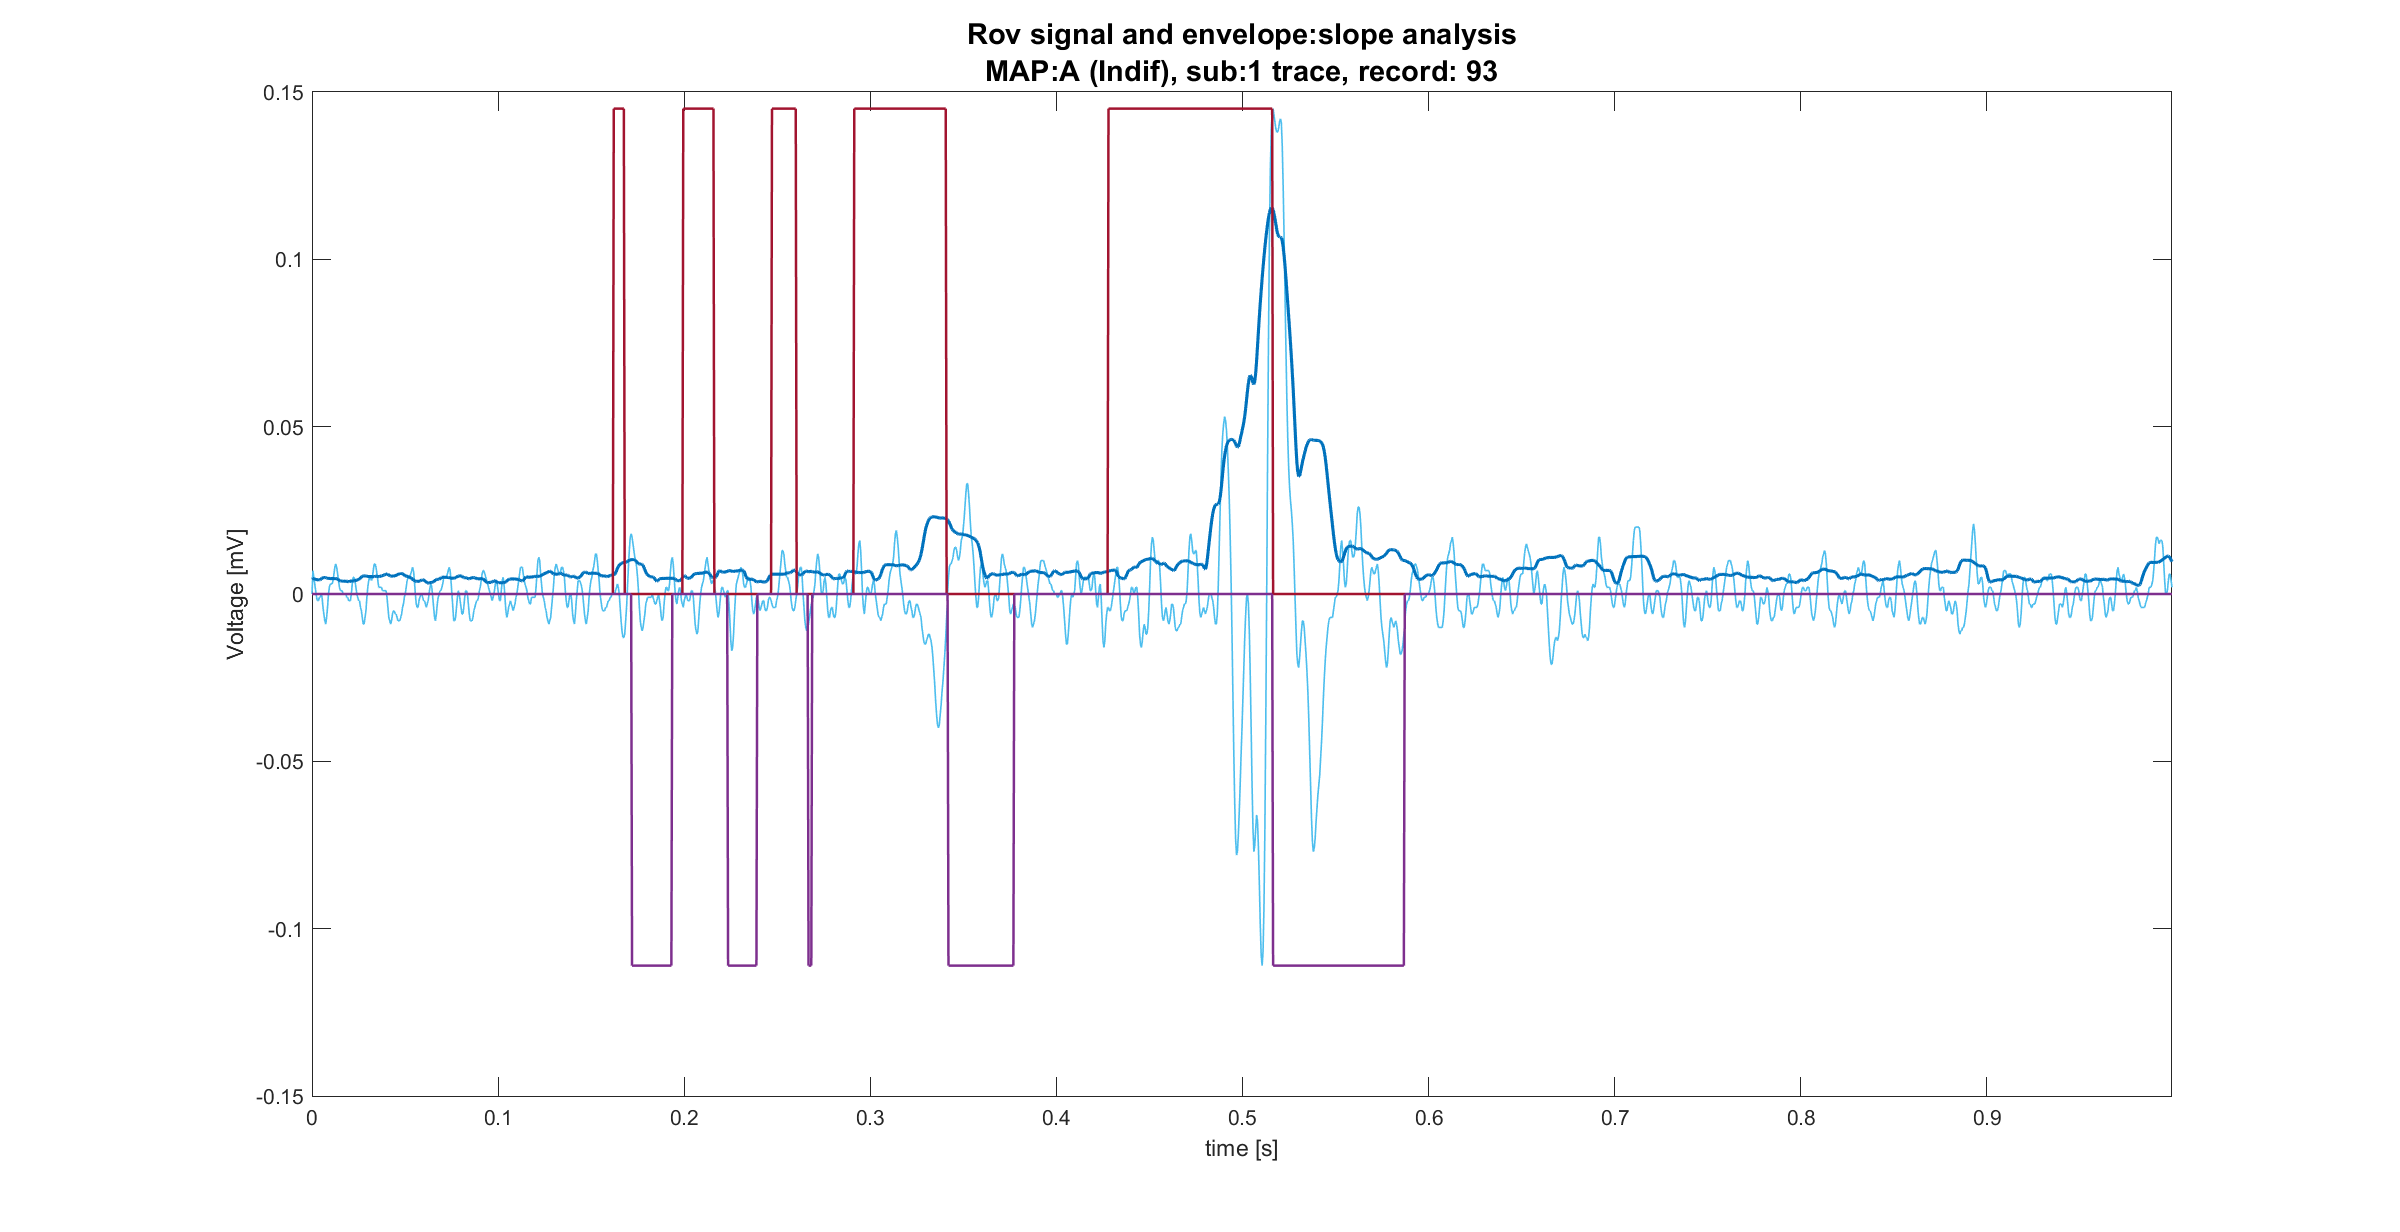 Rov signal and envelope:slope analysis
MAP:A (Indif), sub:1 trace, record: 93
0.15
0.1
0.05
0
-0.05
-0.1
-0.15
Voltage [mV]
0 0.1 0.2 0.3 0.4 0.5 0.6 0.7 0.8 0.9
time [s]